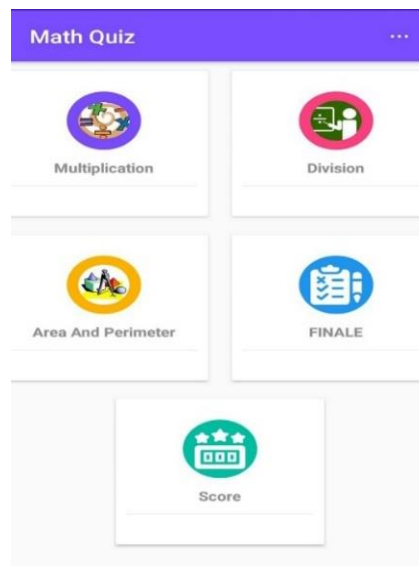 Math Quiz
Multiplication
Division
Area And Perimeter
FINALE
Score